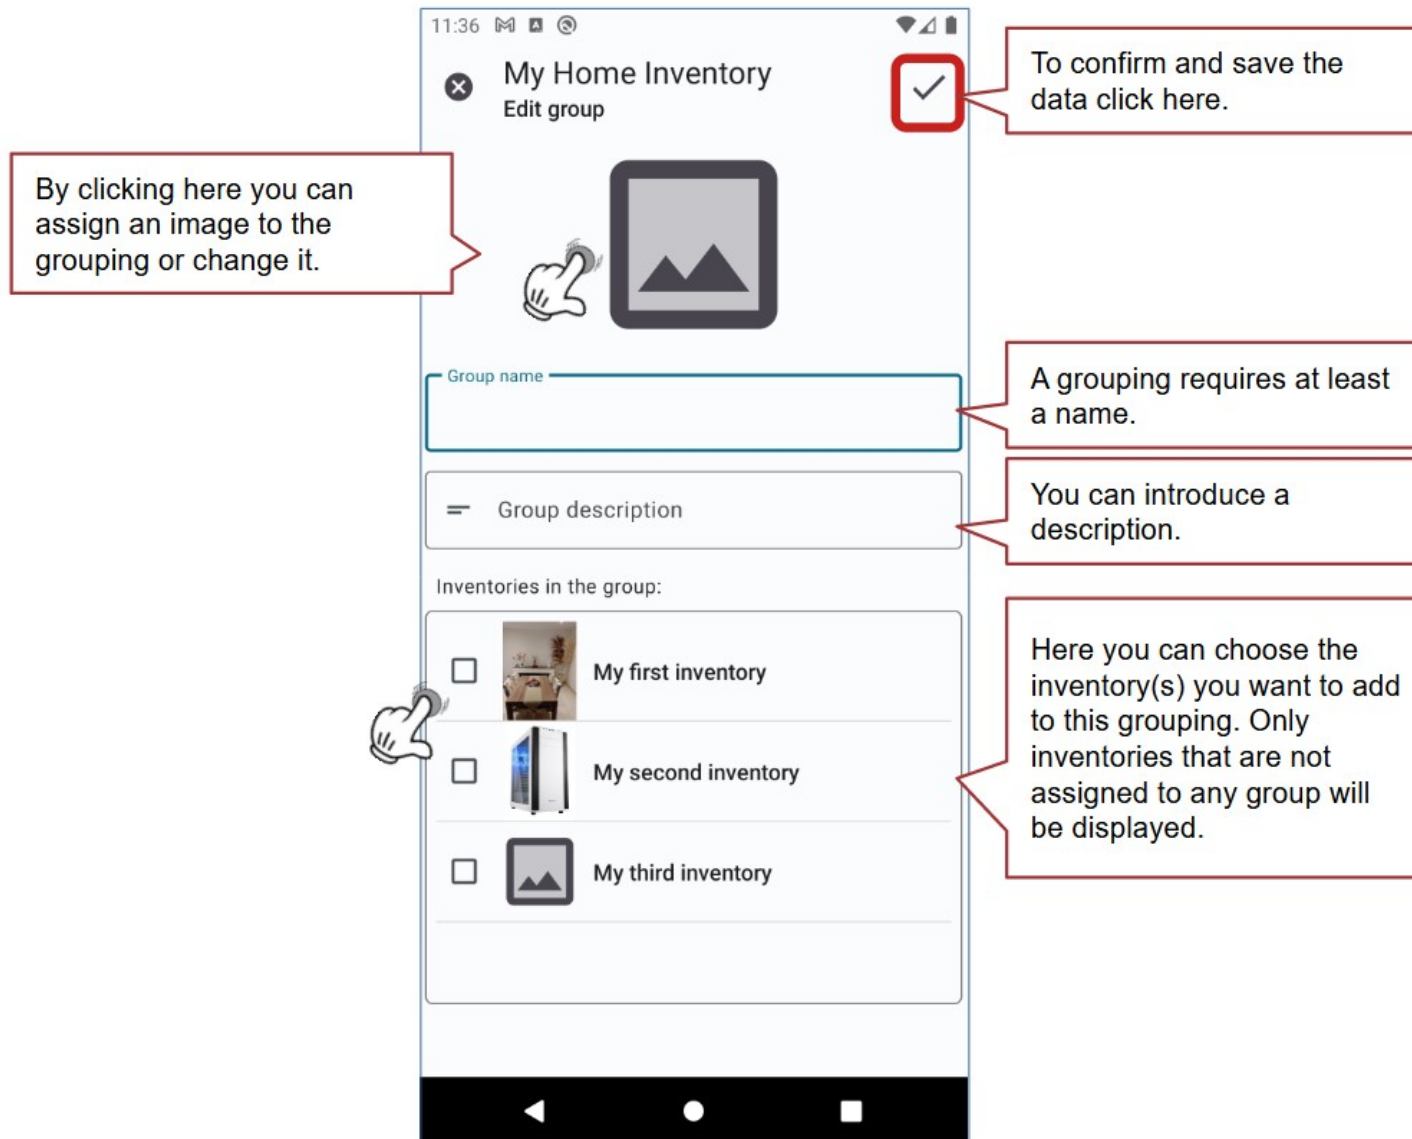 11:36
My Home Inventory
Edit group
To confirm and save the
data click here.
By clicking here you can
assign an image to the
grouping or change it.
Group name
A grouping requires at least
a name.
Group description
You can introduce a
description.
Inventories in the group:
My first inventory
My second inventory
My third inventory
Here you can choose the
inventory(s) you want to add
to this grouping. Only
inventories that are not
assigned to any group will
be displayed.